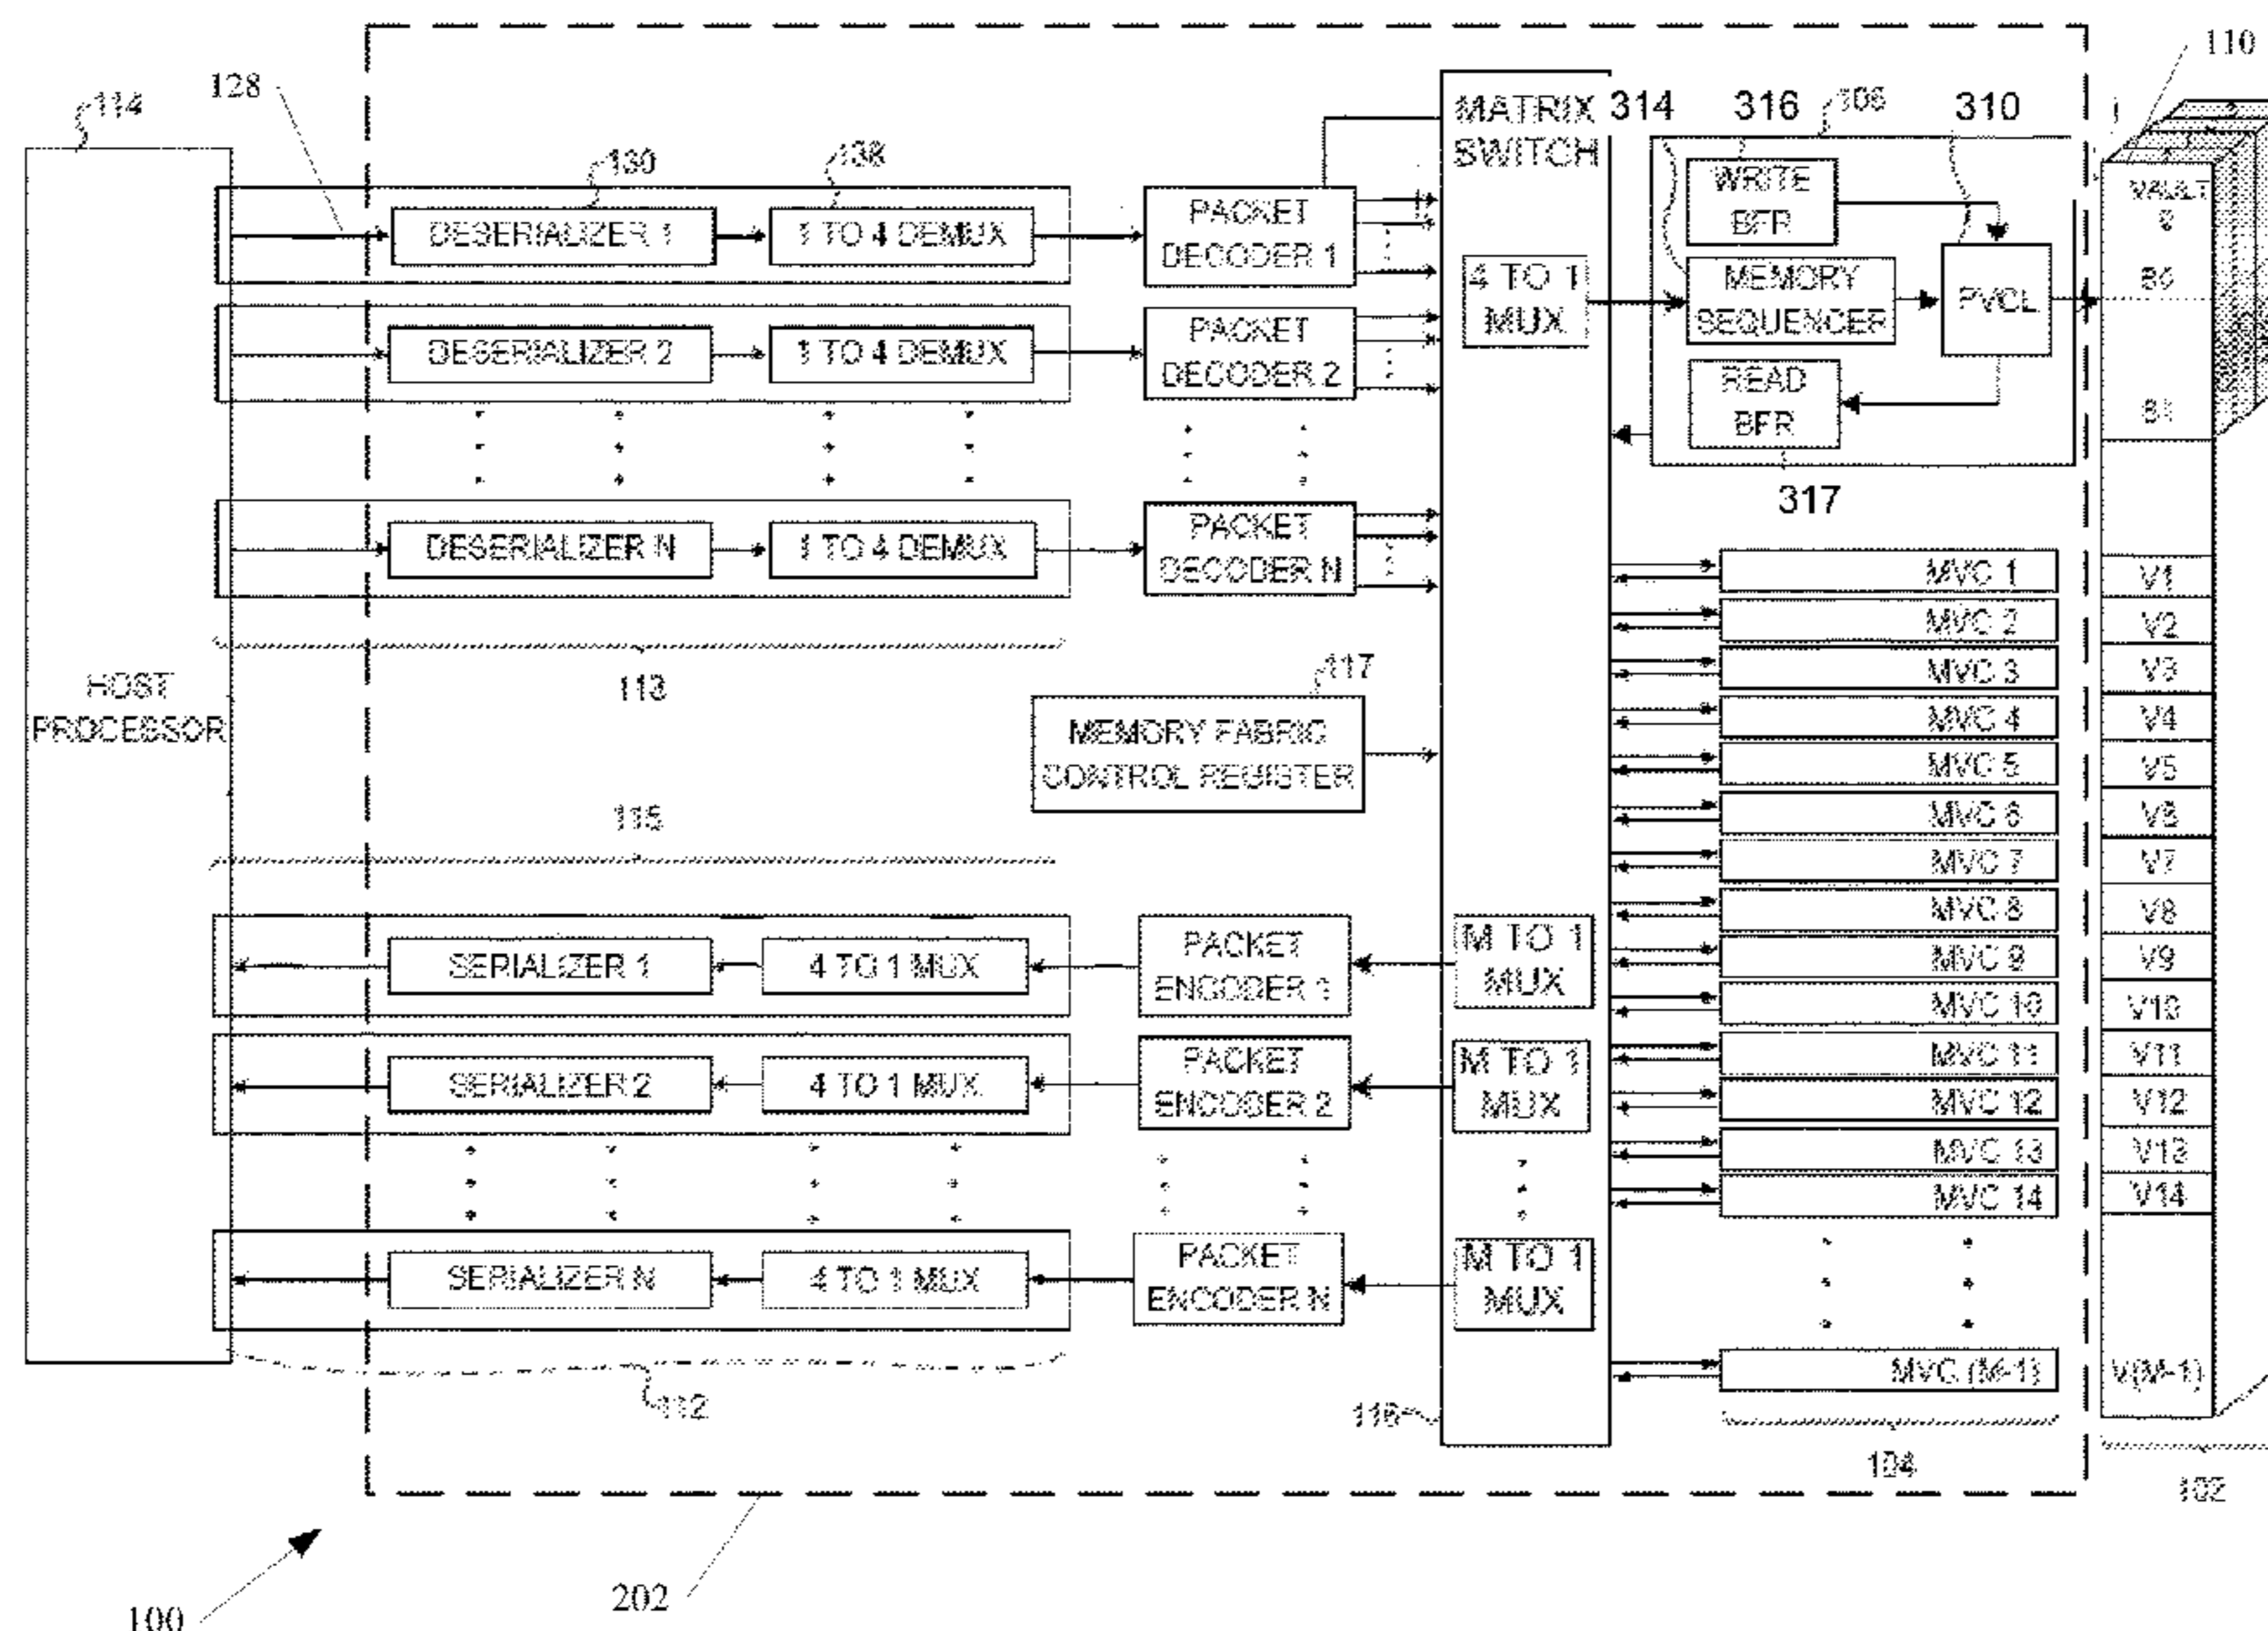 110
128
114
MATRIX
SWITCH
314
316
106
310
130
138
WRITE
BFR
VAULT
0
DESERIALIZER 1
1 TO 4 DEMUX
PACKET
DECODER 1
4 TO 1
MUX
MEMORY
SEQUENCER
PVCL
B0
DESERIALIZER 2
1 TO 4 DEMUX
PACKET
DECODER 2
READ
BFR
B1
317
DESERIALIZER N
1 TO 4 DEMUX
PACKET
DECODER N
MVC 1
V1
MVC 2
V2
113
117
MVC 3
V3
HOST
PROCESSOR
MEMORY FABRIC
CONTROL REGISTER
MVC 4
V4
MVC 5
V5
115
MVC 6
V6
MVC 7
V7
MVC 8
V8
SERIALIZER 1
4 TO 1 MUX
PACKET
ENCODER 1
M TO 1
MUX
MVC 9
V9
MVC 10
V10
SERIALIZER 2
4 TO 1 MUX
PACKET
ENCODER 2
M TO 1
MUX
MVC 11
V11
MVC 12
V12
MVC 13
V13
MVC 14
V14
SERIALIZER N
4 TO 1 MUX
PACKET
ENCODER N
M TO 1
MUX
MVC (M-1)
V(M-1)
112
116
104
102
100
202